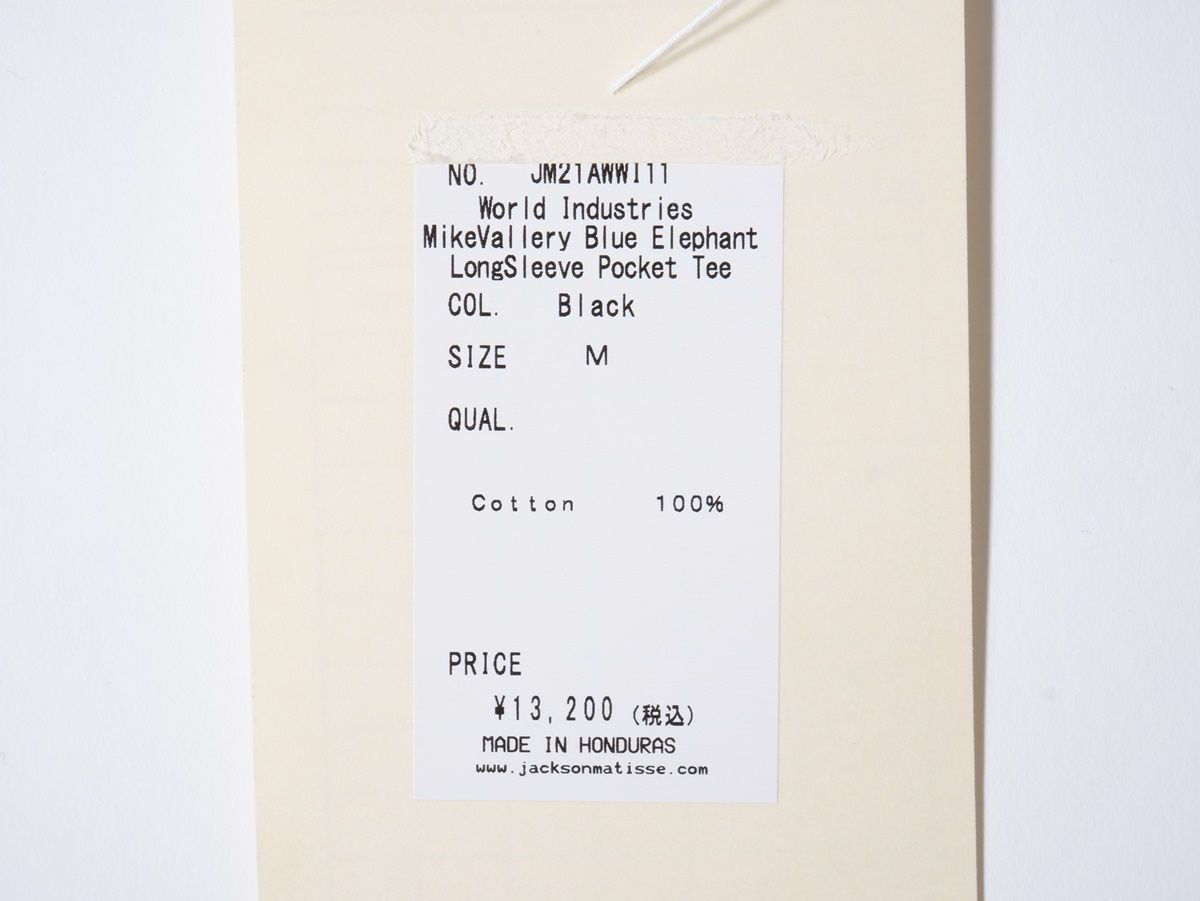 NO. JM21AWWI11
World Industries
MikeVallery Blue Elephant
LongSleeve Pocket Tee
COL. Black
SIZE M
QUAL.
Cotton 100%
PRICE
¥13,200 (税込)
MADE IN HONDURAS
www.jacksonmatisse.com